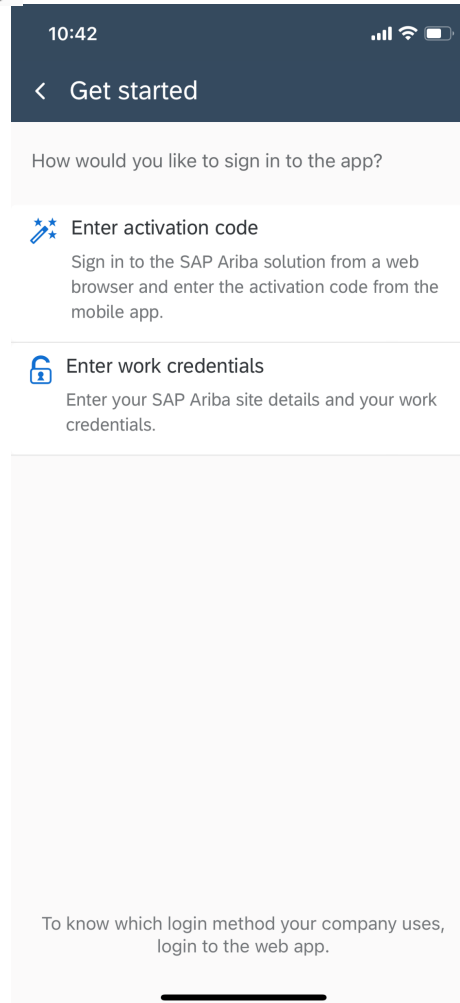 10:42
Get started
How would you like to sign in to the app?
Enter activation code
Sign in to the SAP Ariba solution from a web
browser and enter the activation code from the
mobile app.
Enter work credentials
Enter your SAP Ariba site details and your work
credentials.
To know which login method your company uses,
login to the web app.